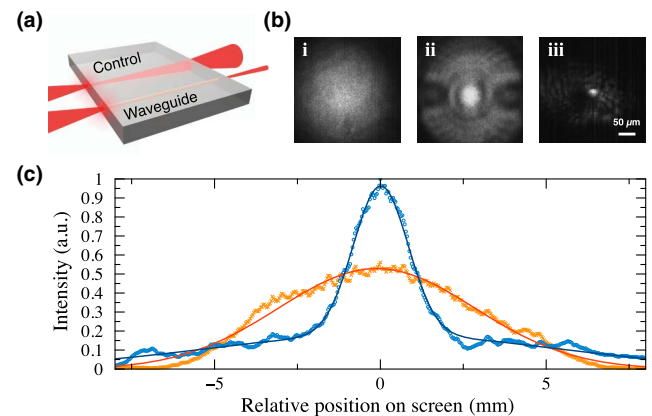 (a)
Control
Waveguide
(b)
i
ii
iii
50 µm
(c)
1
0.9
0.8
0.7
0.6
0.5
0.4
0.3
0.2
0.1
0
Intensity (a.u.)
−5
0
5
Relative position on screen (mm)